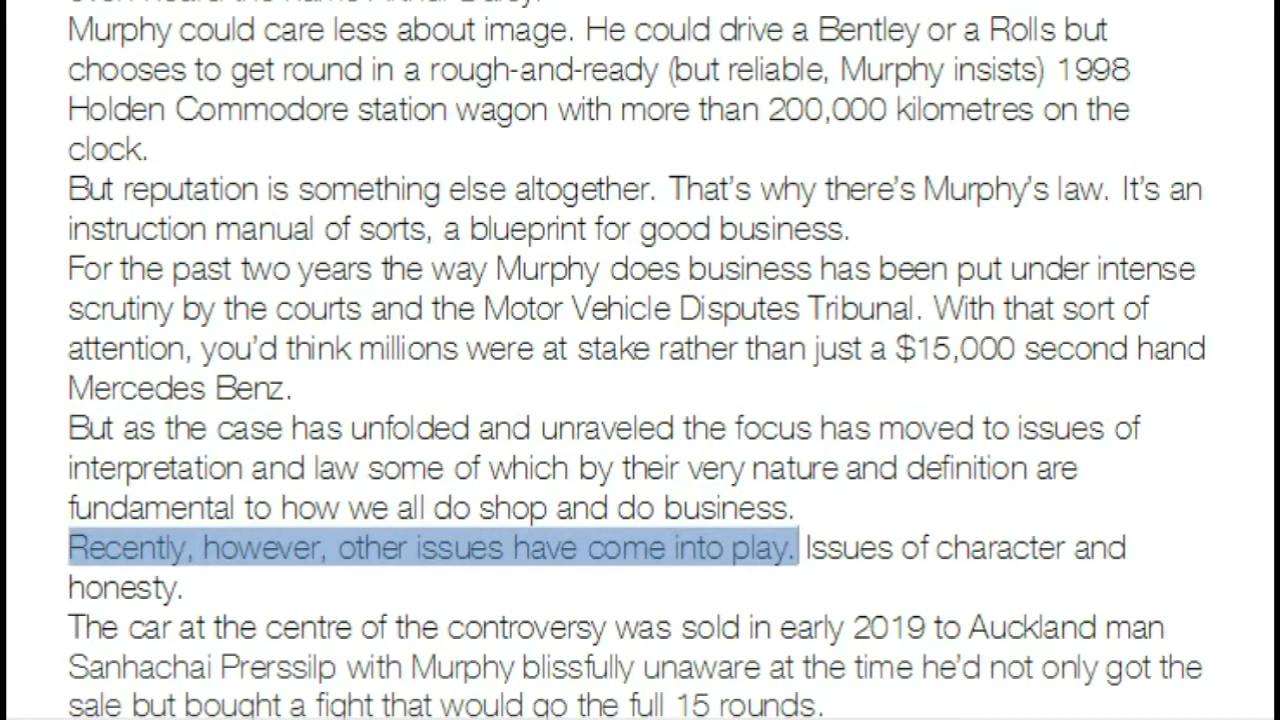 even heard the name Arthur Daley.
Murphy could care less about image. He could drive a Bentley or a Rolls but
chooses to get round in a rough-and-ready (but reliable, Murphy insists) 1998
Holden Commodore station wagon with more than 200,000 kilometres on the
clock.
But reputation is something else altogether. That's why there's Murphy's law. It's an
instruction manual of sorts, a blueprint for good business.
For the past two years the way Murphy does business has been put under intense
scrutiny by the courts and the Motor Vehicle Disputes Tribunal. With that sort of
attention, you'd think millions were at stake rather than just a $15,000 second hand
Mercedes Benz.
But as the case has unfolded and unraveled the focus has moved to issues of
interpretation and law some of which by their very nature and definition are
fundamental to how we all do shop and do business.
Recently, however, other issues have come into play. Issues of character and
honesty.
The car at the centre of the controversy was sold in early 2019 to Auckland man
Sanhachai Prerssilp with Murphy blissfully unaware at the time he'd not only got the
sale but bought a fight that would go the full 15 rounds.